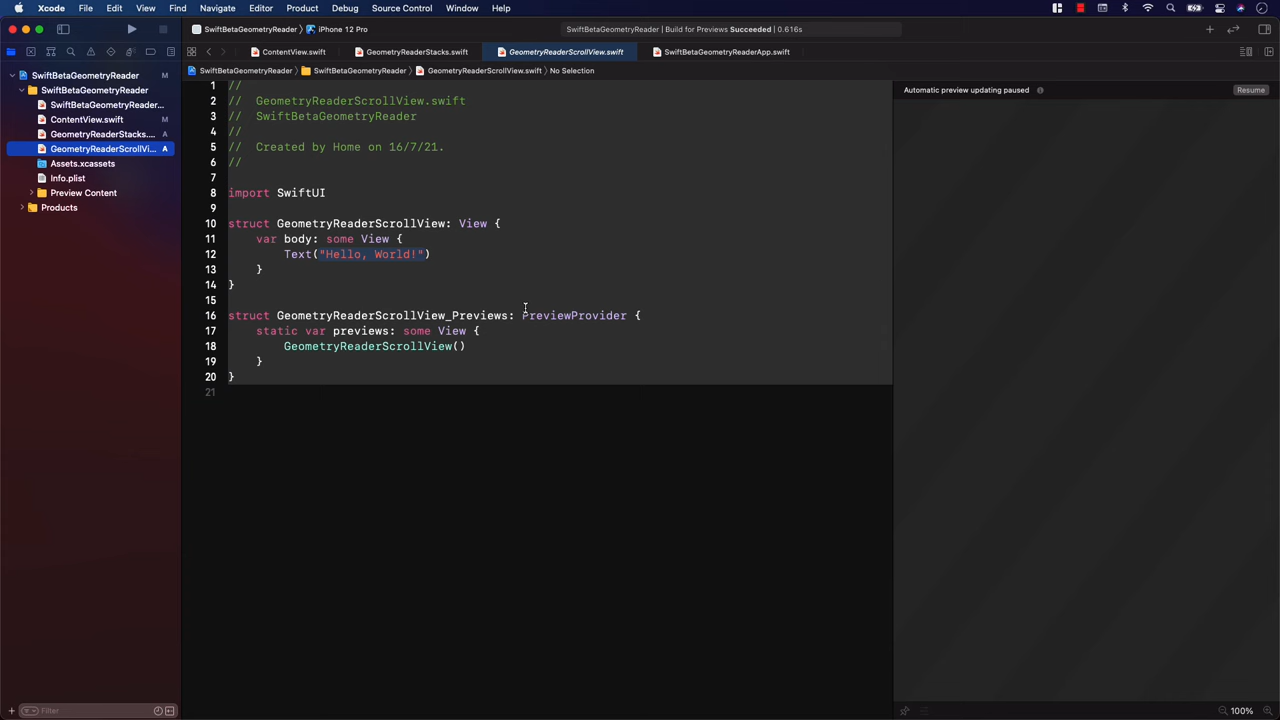 Xcode File Edit View Find Navigate Editor Product Debug Source Control Window Help
SwiftBetaGeometryReader iPhone 12 Pro SwiftBetaGeometryReader | Build for Previews Succeeded | 0.616s
ContentView.swift GeometryReaderStacks.swift GeometryReaderScrollView.swift SwiftBetaGeometryReaderApp.swift
SwiftBetaGeometryReader SwiftBetaGeometryReader GeometryReaderScrollView.swift No Selection
SwiftBetaGeometryReader M
SwiftBetaGeometryReader
SwiftBetaGeometryReader...
ContentView.swift M
GeometryReaderStacks.... A
GeometryReaderScrollVi... A
Assets.xcassets
Info.plist
Preview Content
Products
Filter
1 //
2 // GeometryReaderScrollView.swift
3 // SwiftBetaGeometryReader
4 //
5 // Created by Home on 16/7/21.
6 //
7
8 import SwiftUI
9
10 struct GeometryReaderScrollView: View {
11 var body: some View {
12 Text("Hello, World!")
13 }
14 }
15
16 struct GeometryReaderScrollView_Previews: PreviewProvider {
17 static var previews: some View {
18 GeometryReaderScrollView()
19 }
20 }
21
Automatic preview updating paused Resume
100%